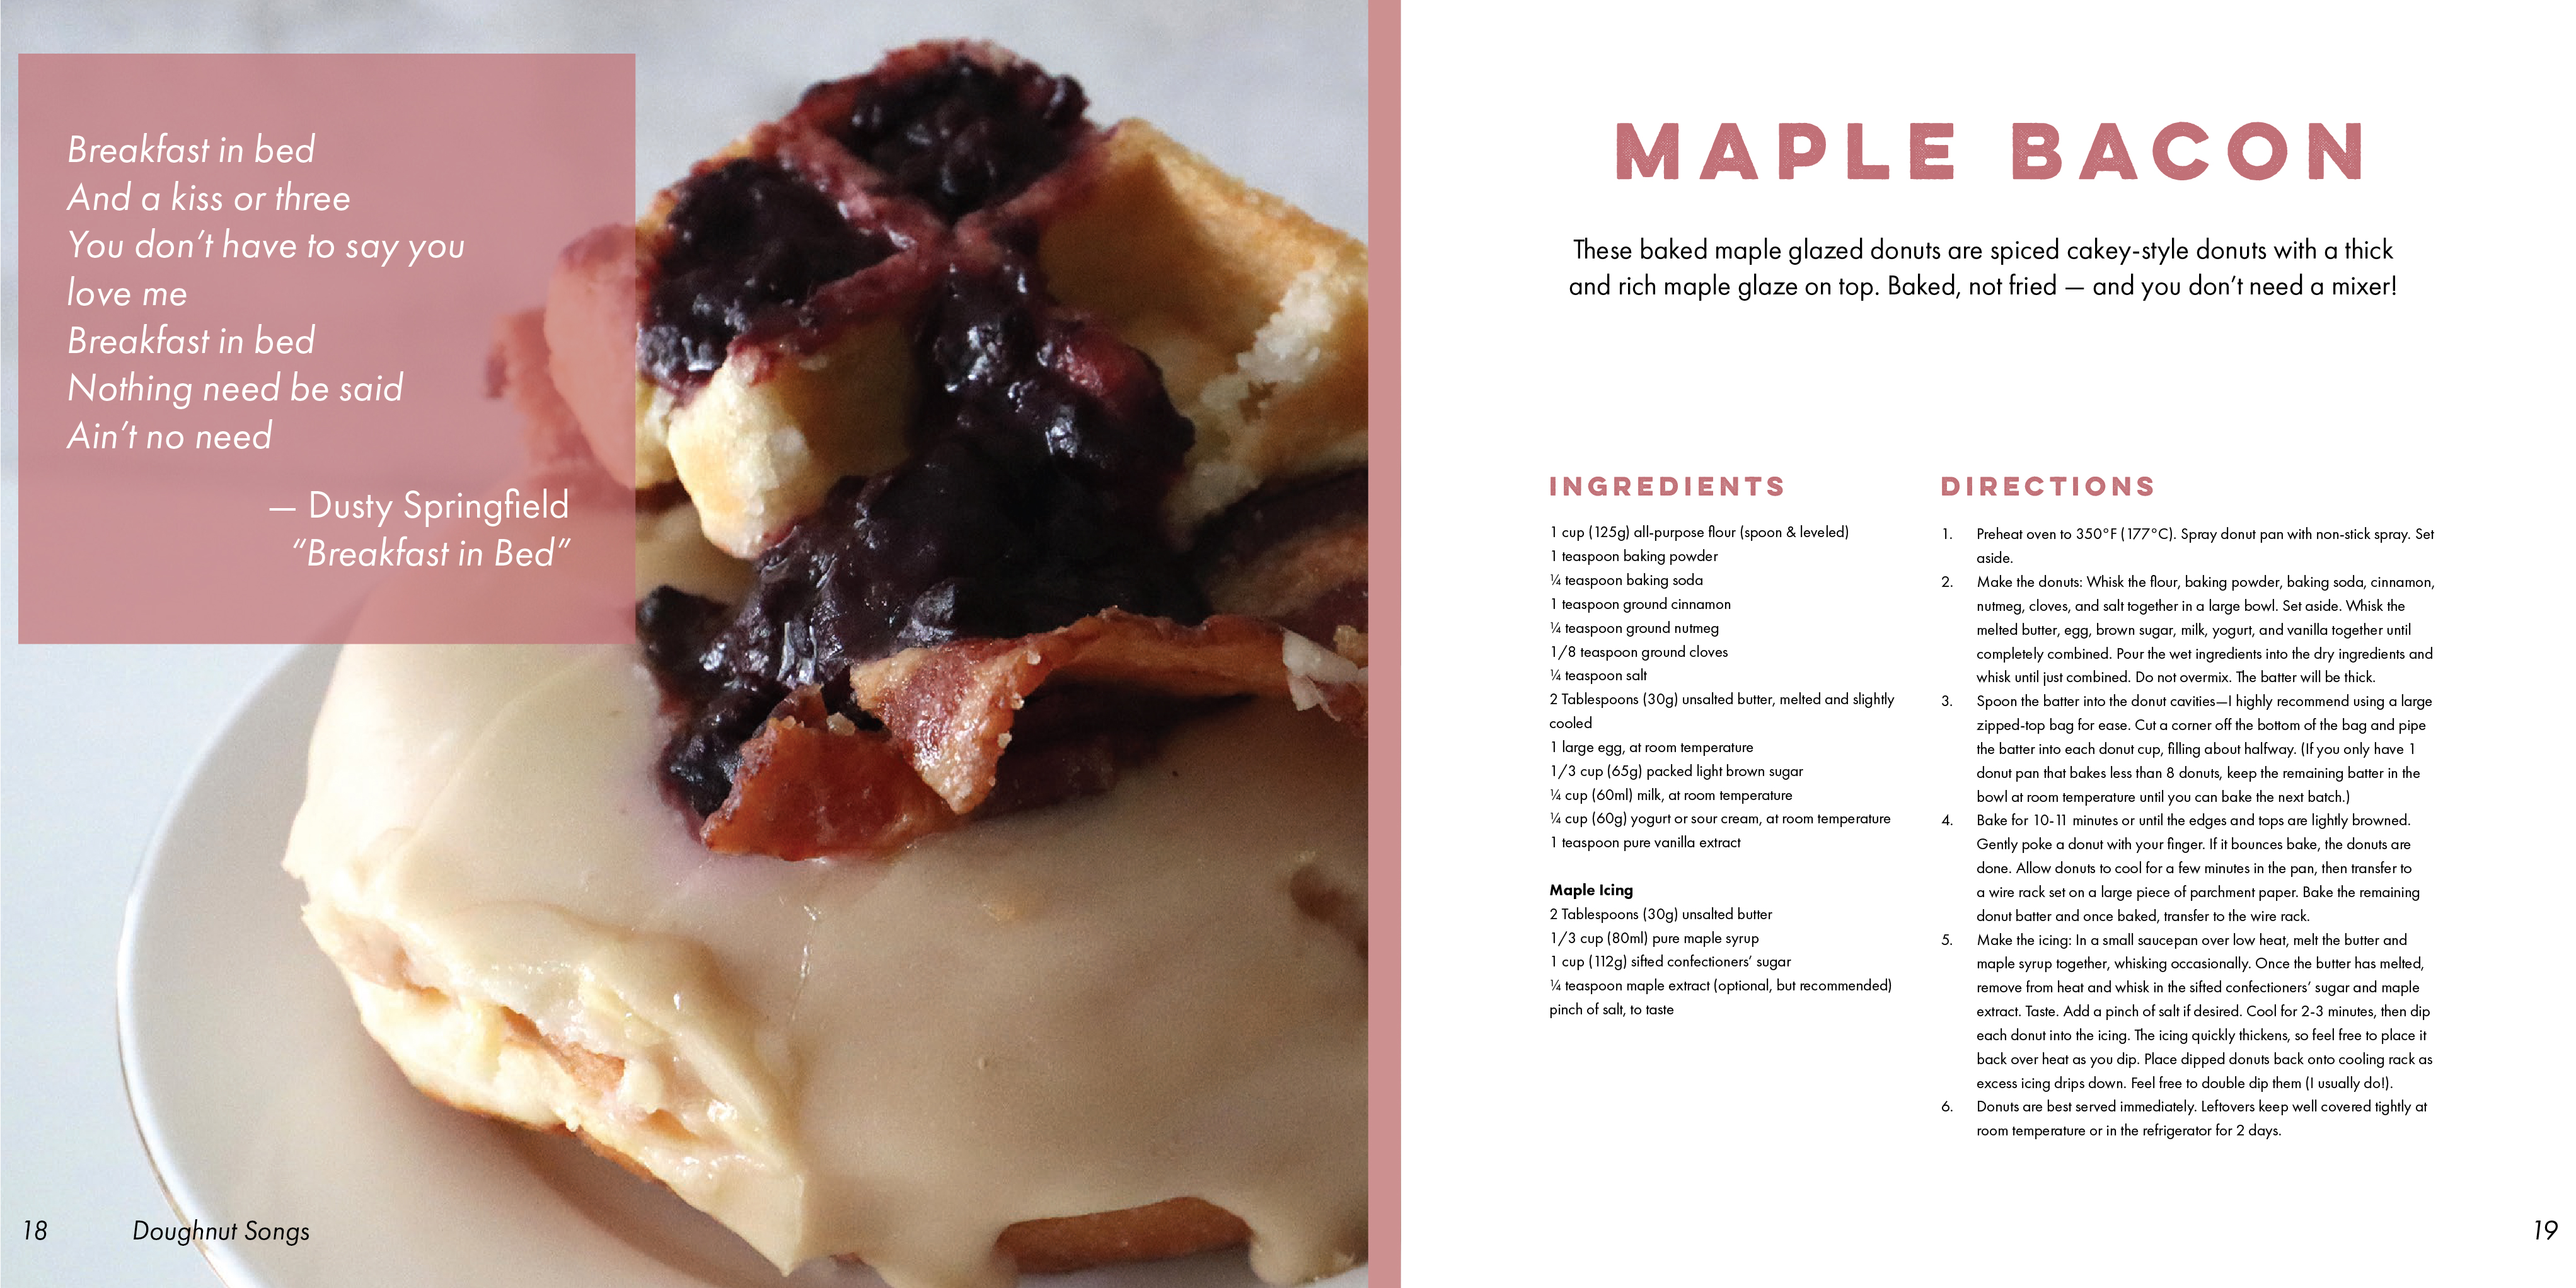 Breakfast in bed
And a kiss or three
You don’t have to say you
love me
Breakfast in bed
Nothing need be said
Ain’t no need
— Dusty Springfield
“Breakfast in Bed”
18 Doughnut Songs
MAPLE BACON
These baked maple glazed donuts are spiced cakey-style donuts with a thick
and rich maple glaze on top. Baked, not fried — and you don’t need a mixer!
INGREDIENTS
1 cup (125g) all-purpose flour (spoon & leveled)
1 teaspoon baking powder
¼ teaspoon baking soda
1 teaspoon ground cinnamon
¼ teaspoon ground nutmeg
1/8 teaspoon ground cloves
¼ teaspoon salt
2 Tablespoons (30g) unsalted butter, melted and slightly
cooled
1 large egg, at room temperature
1/3 cup (65g) packed light brown sugar
¼ cup (60ml) milk, at room temperature
¼ cup (60g) yogurt or sour cream, at room temperature
1 teaspoon pure vanilla extract
Maple Icing
2 Tablespoons (30g) unsalted butter
1/3 cup (80ml) pure maple syrup
1 cup (112g) sifted confectioners’ sugar
¼ teaspoon maple extract (optional, but recommended)
pinch of salt, to taste
DIRECTIONS
1. Preheat oven to 350°F (177°C). Spray donut pan with non-stick spray. Set
aside.
2. Make the donuts: Whisk the flour, baking powder, baking soda, cinnamon,
nutmeg, cloves, and salt together in a large bowl. Set aside. Whisk the
melted butter, egg, brown sugar, milk, yogurt, and vanilla together until
completely combined. Pour the wet ingredients into the dry ingredients and
whisk until just combined. Do not overmix. The batter will be thick.
3. Spoon the batter into the donut cavities—I highly recommend using a large
zipped-top bag for ease. Cut a corner off the bottom of the bag and pipe
the batter into each donut cup, filling about halfway. (If you only have 1
donut pan that bakes less than 8 donuts, keep the remaining batter in the
bowl at room temperature until you can bake the next batch.)
4. Bake for 10-11 minutes or until the edges and tops are lightly browned.
Gently poke a donut with your finger. If it bounces bake, the donuts are
done. Allow donuts to cool for a few minutes in the pan, then transfer to
a wire rack set on a large piece of parchment paper. Bake the remaining
donut batter and once baked, transfer to the wire rack.
5. Make the icing: In a small saucepan over low heat, melt the butter and
maple syrup together, whisking occasionally. Once the butter has melted,
remove from heat and whisk in the sifted confectioners’ sugar and maple
extract. Taste. Add a pinch of salt if desired. Cool for 2-3 minutes, then dip
each donut into the icing. The icing quickly thickens, so feel free to place it
back over heat as you dip. Place dipped donuts back onto cooling rack as
excess icing drips down. Feel free to double dip them (I usually do!).
6. Donuts are best served immediately. Leftovers keep well covered tightly at
room temperature or in the refrigerator for 2 days.
19